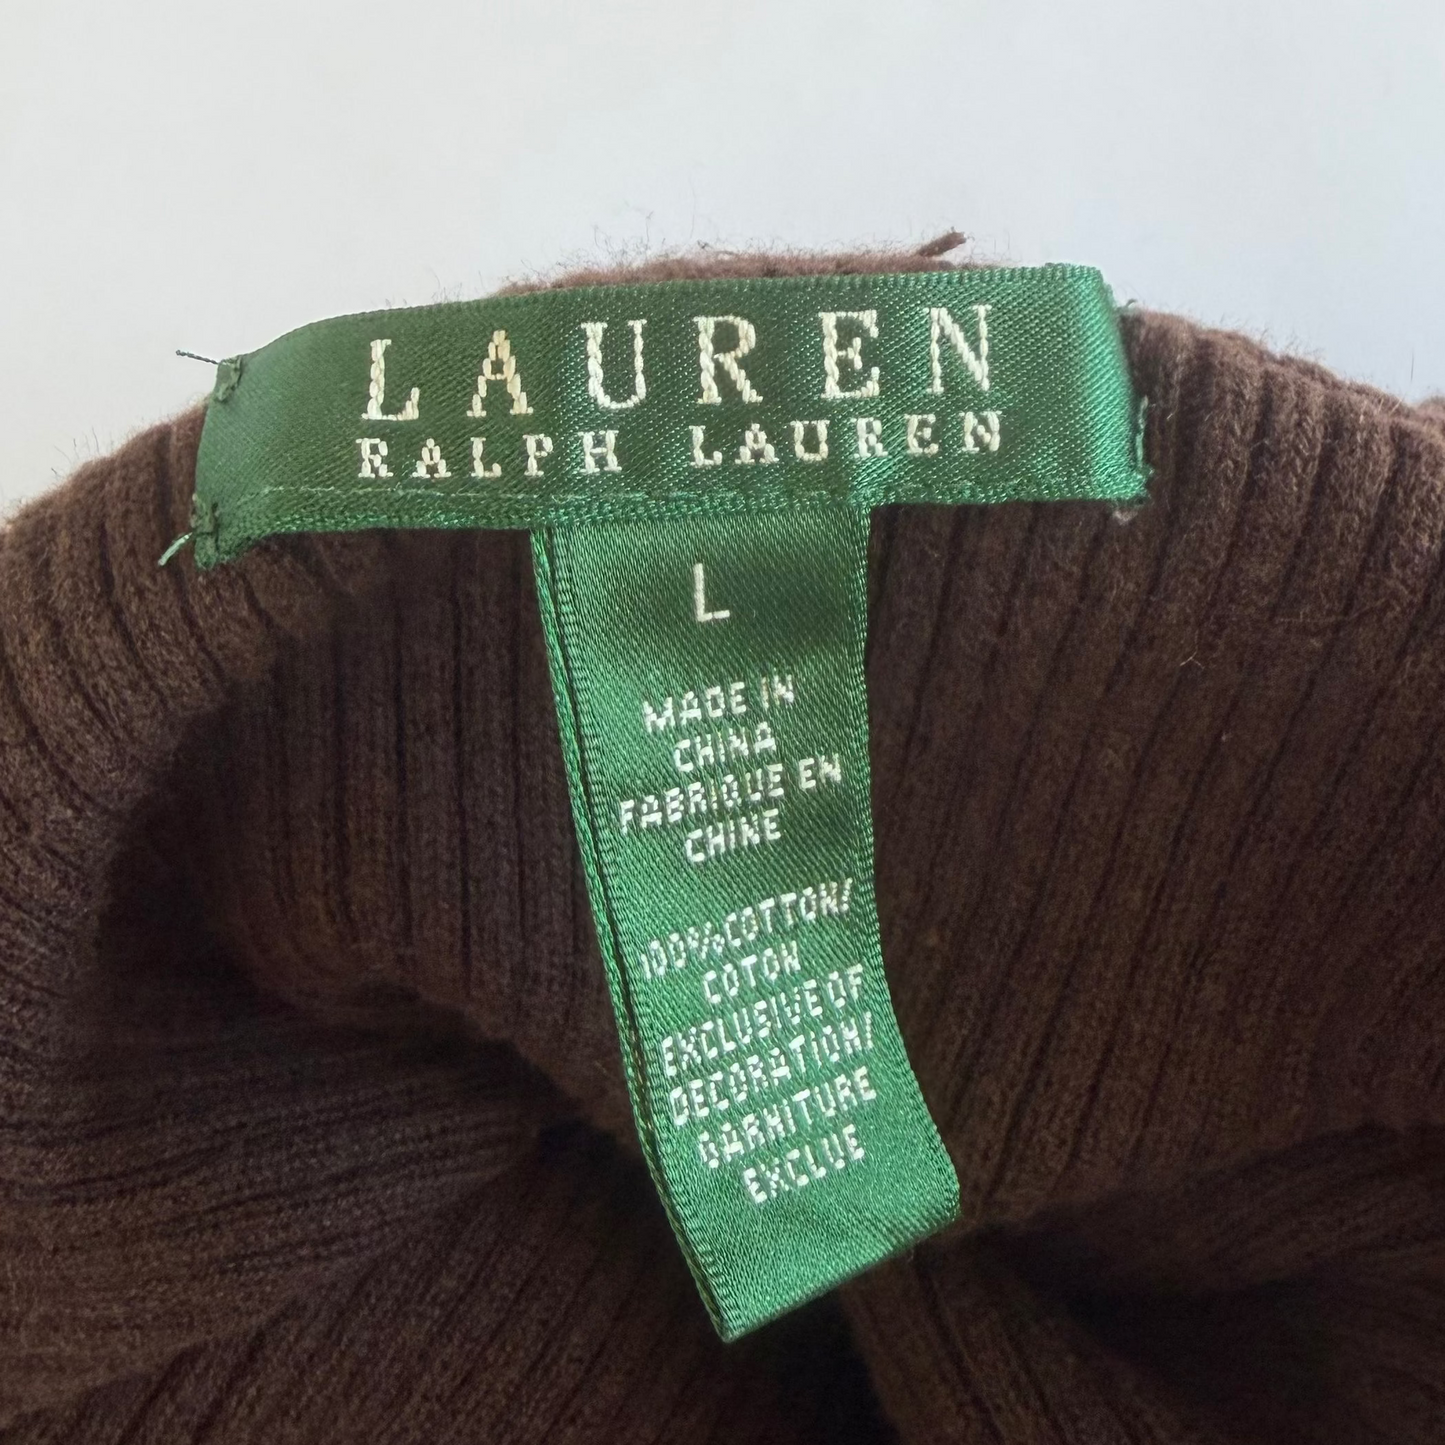 LAUREN
RALPH LAUREN
L
MADE IN
CHINA
FABRIQUE EN
CHINE
100%COTTON/
COTON
EXCLUSIVE OF
DECORATION/
GARNITURE
EXCLUE